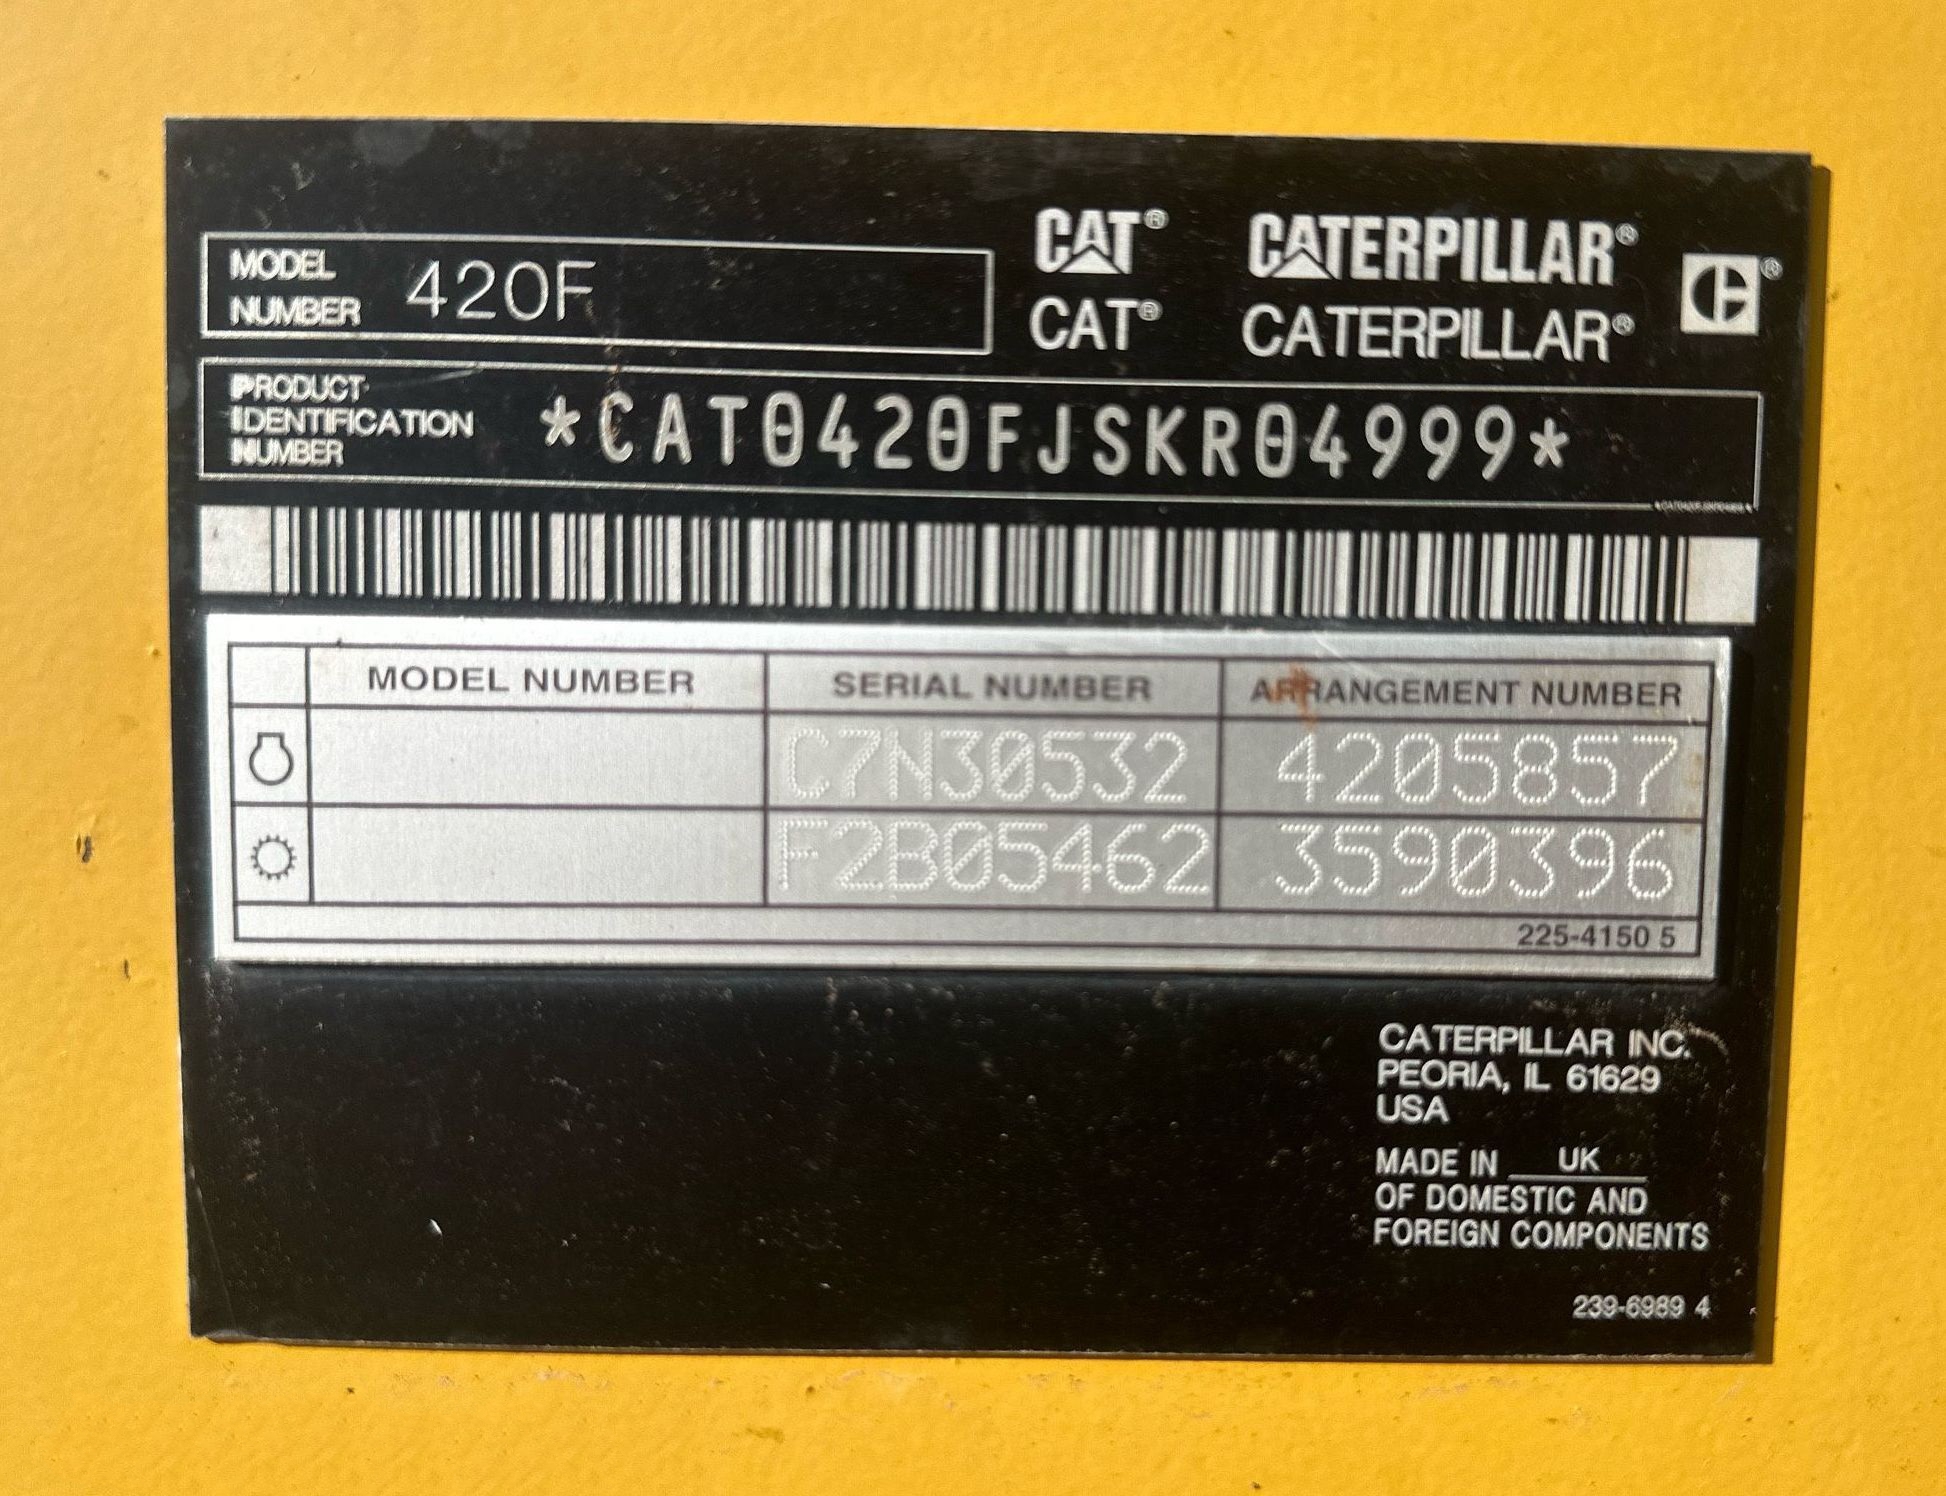 CAT® CATERPILLAR®
MODEL NUMBER 420F
CAT® CATERPILLAR®
PRODUCT IDENTIFICATION NUMBER *CAT0420FJSKR04999*
MODEL NUMBER SERIAL NUMBER ARRANGEMENT NUMBER
C7N30532 4205857
F2B05462 3590396
225-4150 5
CATERPILLAR INC.
PEORIA, IL 61629
USA
MADE IN UK
OF DOMESTIC AND
FOREIGN COMPONENTS
239-6989 4